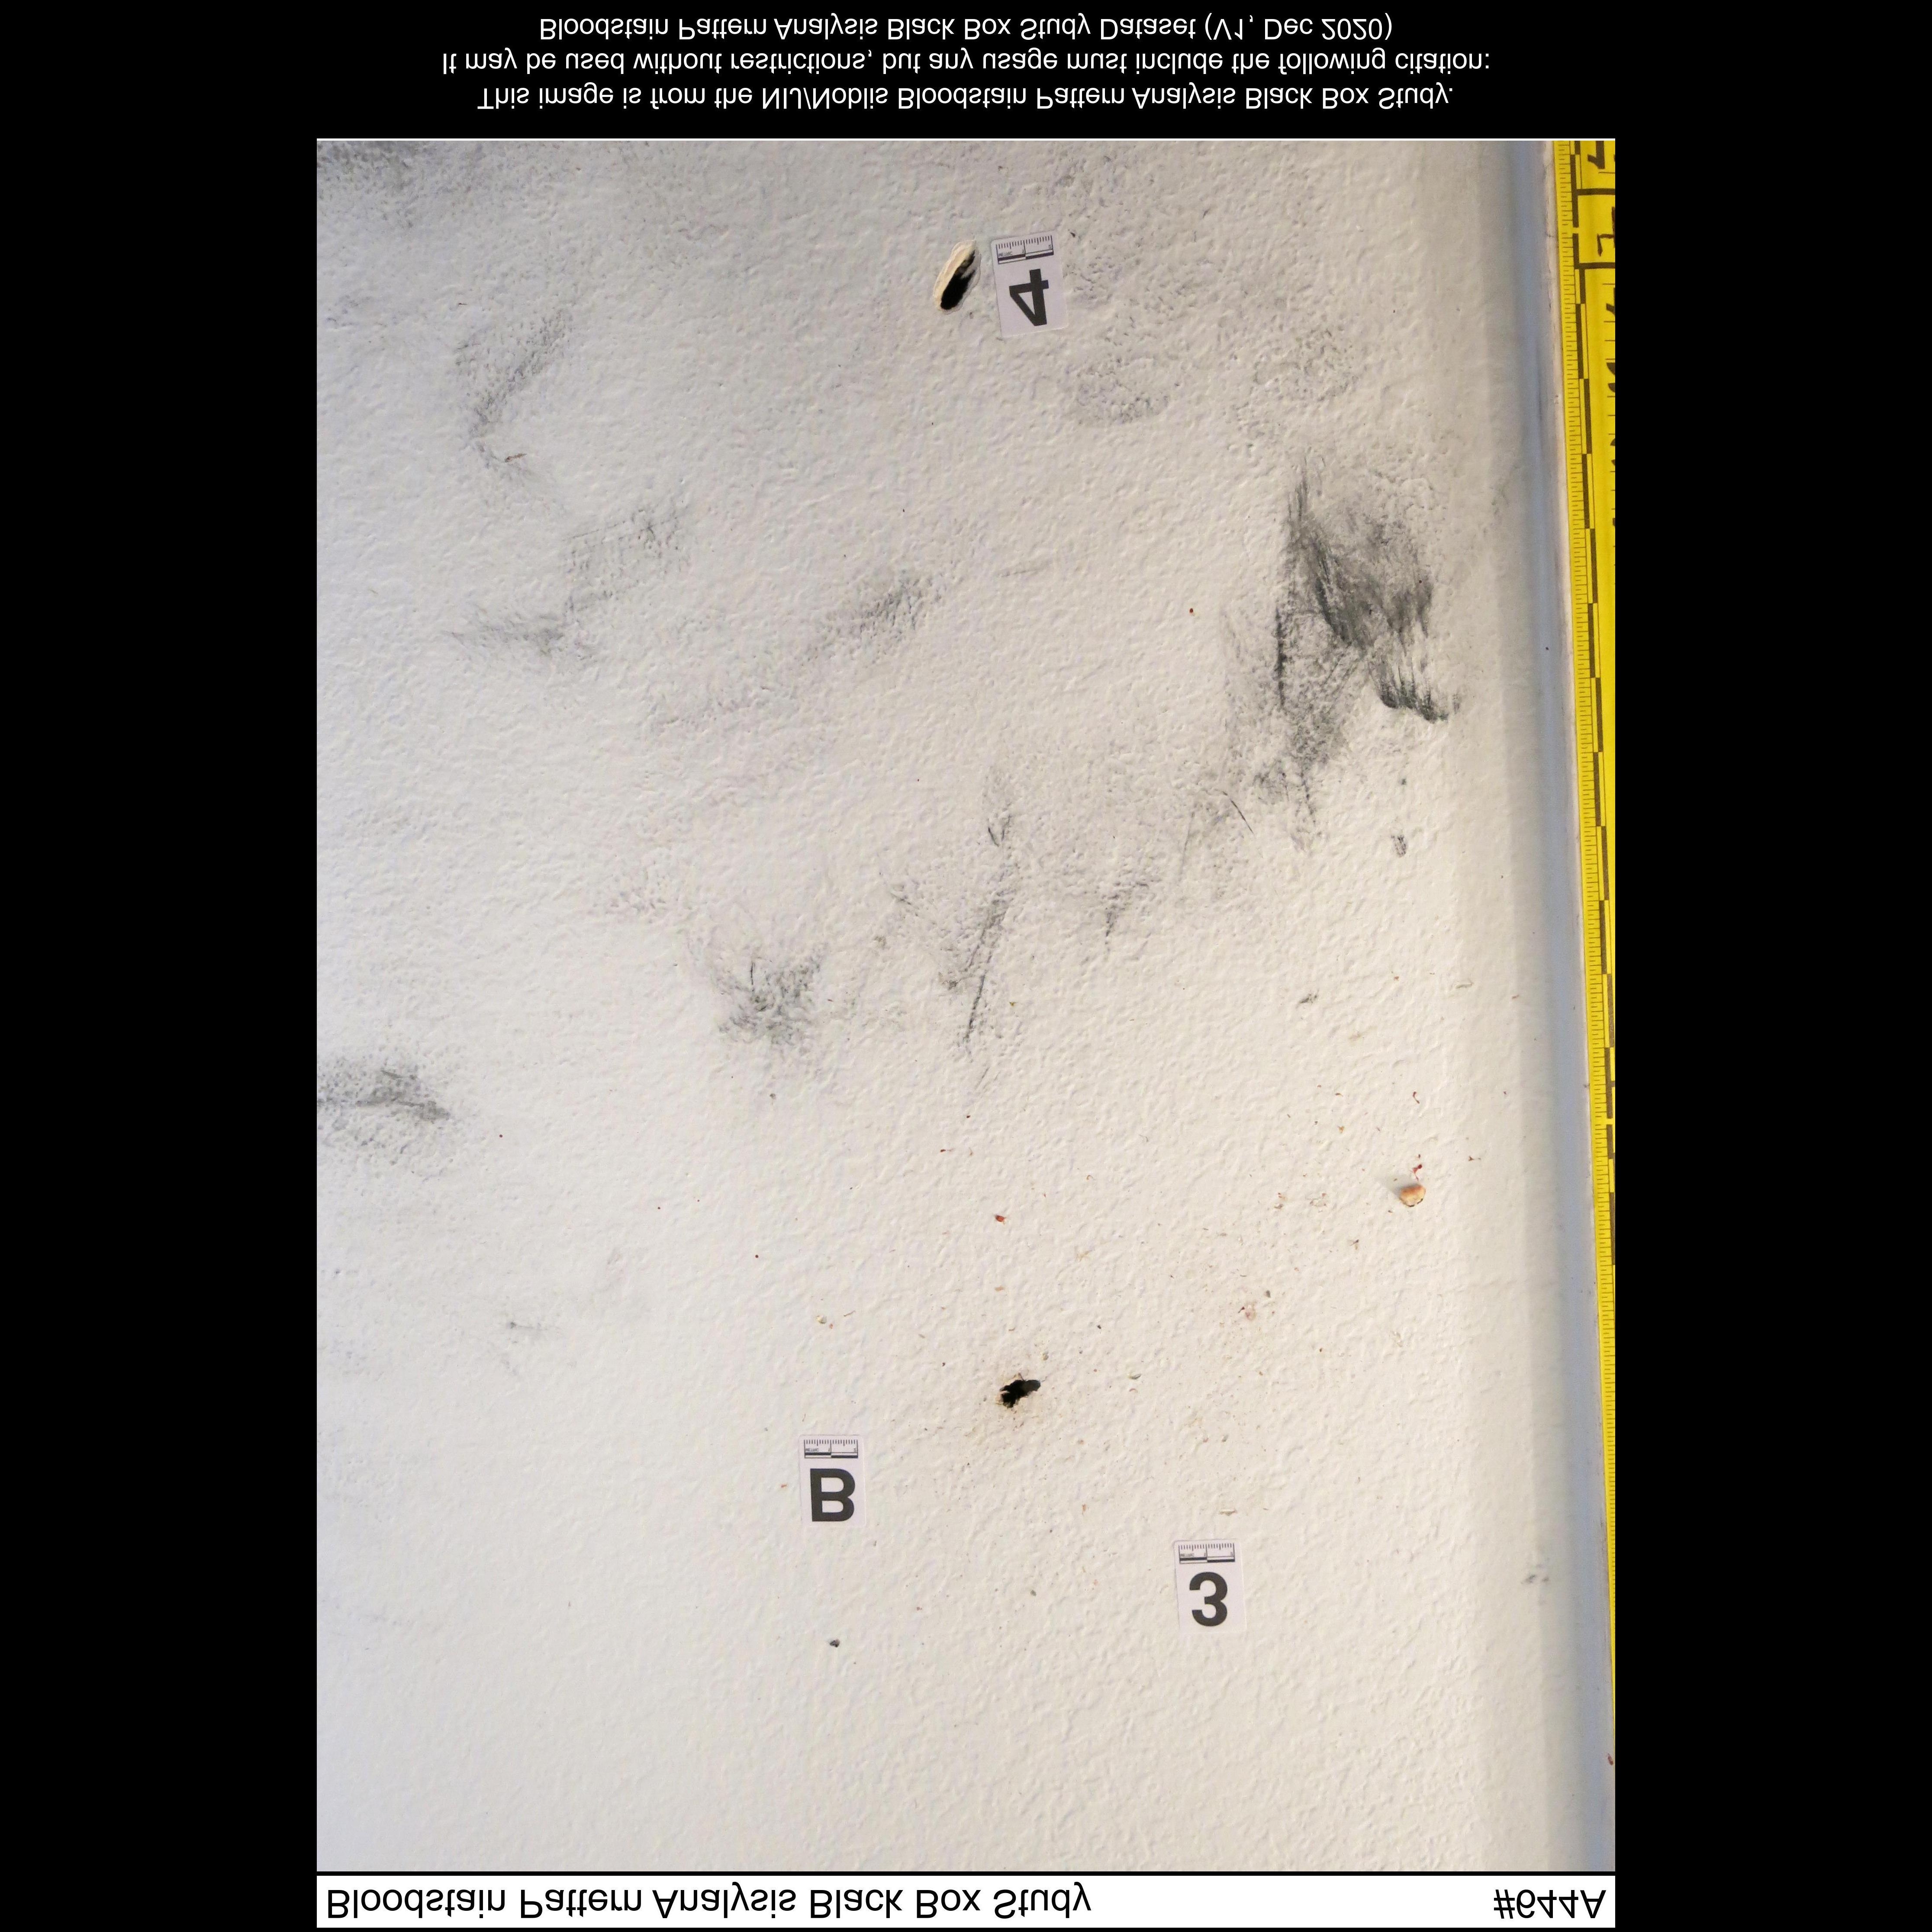 Bloodstain Pattern Analysis Black Box Study #644A
3
B
4
This image is from the NIJ/Noblis Bloodstain Pattern Analysis Black Box Study.
It may be used without restrictions, but any usage must include the following citation:
Bloodstain Pattern Analysis Black Box Study Dataset (V1, Dec 2020)